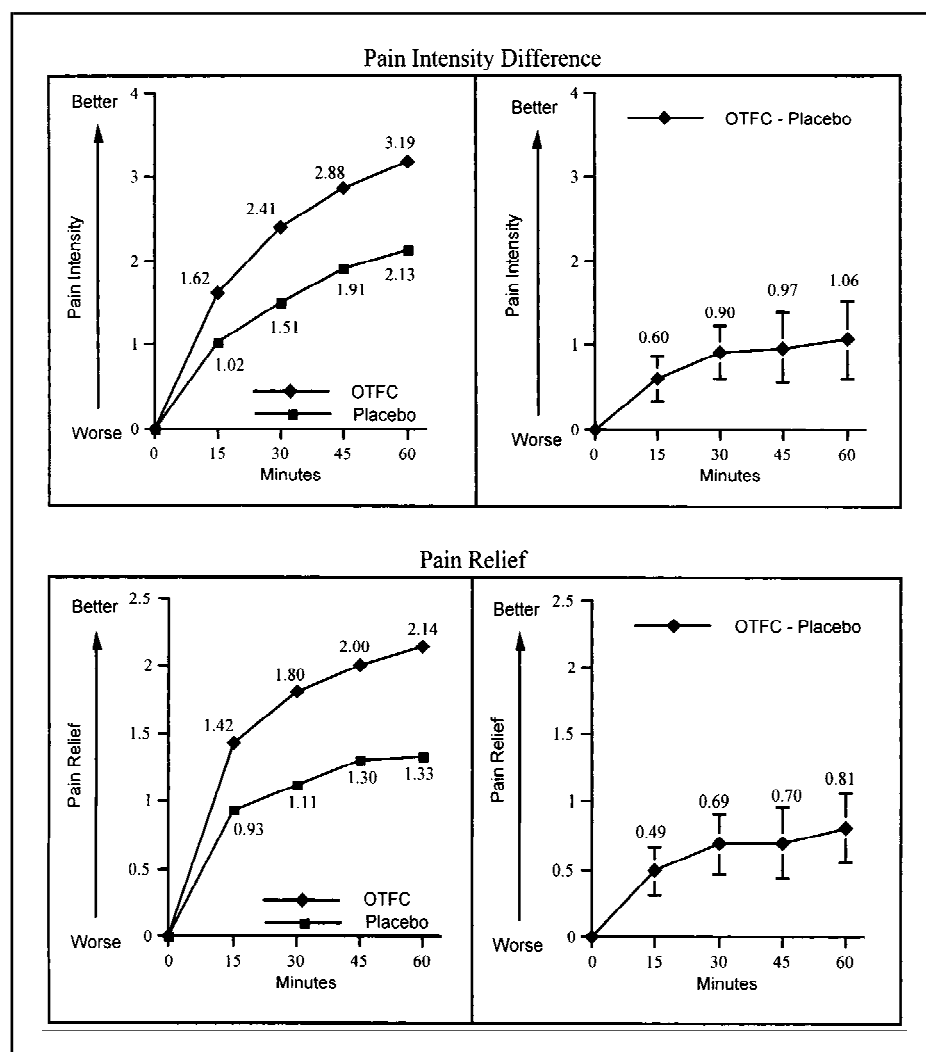 Pain Intensity Difference
Better
Pain Intensity
Worse
4
3
2
1
0
1.62
2.41
2.88
3.19
1.02
1.51
1.91
2.13
OTFC
Placebo
0 15 30 45 60
Minutes
Better
Pain Intensity
Worse
4
3
2
1
0
OTFC - Placebo
0.60
0.90
0.97
1.06
0 15 30 45 60
Minutes
Pain Relief
Better
Pain Relief
Worse
2.5
2
1.5
1
0.5
0
1.42
1.80
2.00
2.14
0.93
1.11
1.30
1.33
OTFC
Placebo
0 15 30 45 60
Minutes
Better
Pain Relief
Worse
2.5
2
1.5
1
0.5
0
OTFC - Placebo
0.49
0.69
0.70
0.81
0 15 30 45 60
Minutes